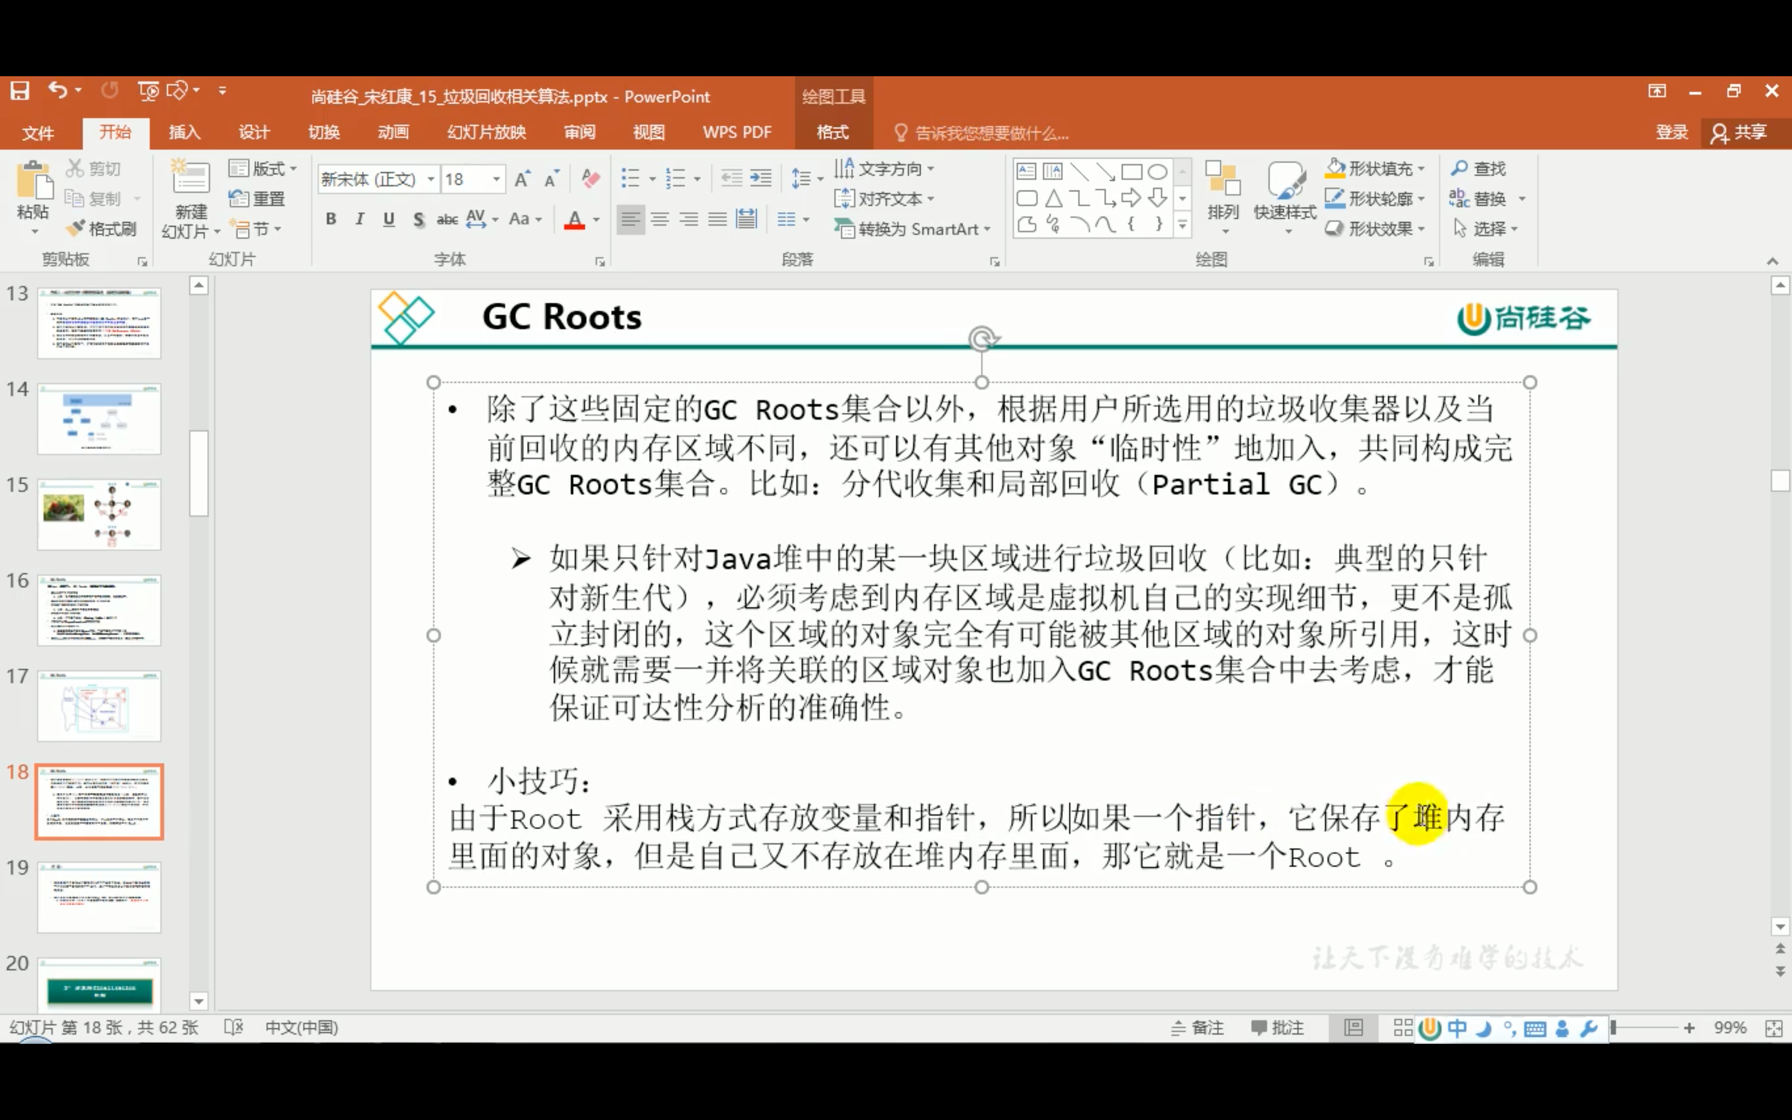 尚硅谷_宋红康_15_垃圾回收相关算法.pptx - PowerPoint
绘图工具
文件 开始 插入 设计 切换 动画 幻灯片放映 审阅 视图 WPS PDF 格式 告诉我您想要做什么... 登录 共享
粘贴 剪切 复制 格式刷 剪贴板
新建幻灯片 版式 重置 节 幻灯片
新宋体 (正文) 18 B I U S abc AV Aa A 字体
文字方向 对齐文本 转换为 SmartArt 段落
排列 快速样式 形状填充 形状轮廓 形状效果 绘图
查找 替换 选择 编辑
13
14
15
16
17
18
19
20
GC Roots
尚硅谷
• 除了这些固定的GC Roots集合以外，根据用户所选用的垃圾收集器以及当
前回收的内存区域不同，还可以有其他对象“临时性”地加入，共同构成完
整GC Roots集合。比如：分代收集和局部回收（Partial GC）。
➢ 如果只针对Java堆中的某一块区域进行垃圾回收（比如：典型的只针
对新生代），必须考虑到内存区域是虚拟机自己的实现细节，更不是孤
立封闭的，这个区域的对象完全有可能被其他区域的对象所引用，这时
候就需要一并将关联的区域对象也加入GC Roots集合中去考虑，才能
保证可达性分析的准确性。
• 小技巧：
由于Root 采用栈方式存放变量和指针，所以如果一个指针，它保存了堆内存
里面的对象，但是自己又不存放在堆内存里面，那它就是一个Root 。
让天下没有难学的技术
幻灯片 第 18 张，共 62 张 中文(中国) 备注 批注 中 99%